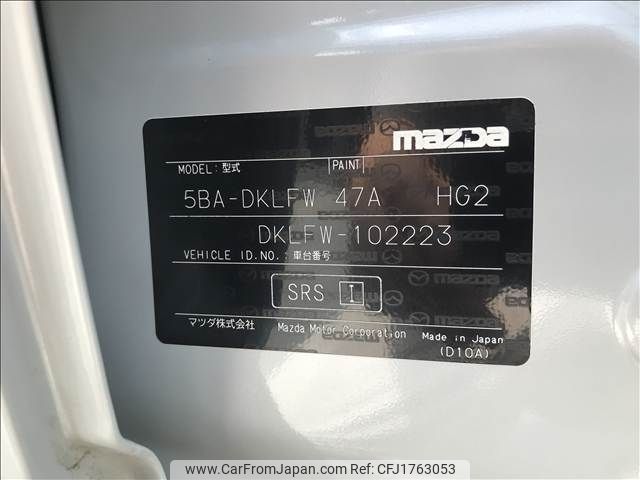 mazda
MODEL: 型式 PAINT
5BA-DKLFW 47A HG2
DKLFW-102223
VEHICLE ID.NO.: 車台番号
SRS I
マツダ株式会社 Mazda Motor Corporation Made in Japan
(D10A)
www.CarFromJapan.com | Ref No. CFJ1763053